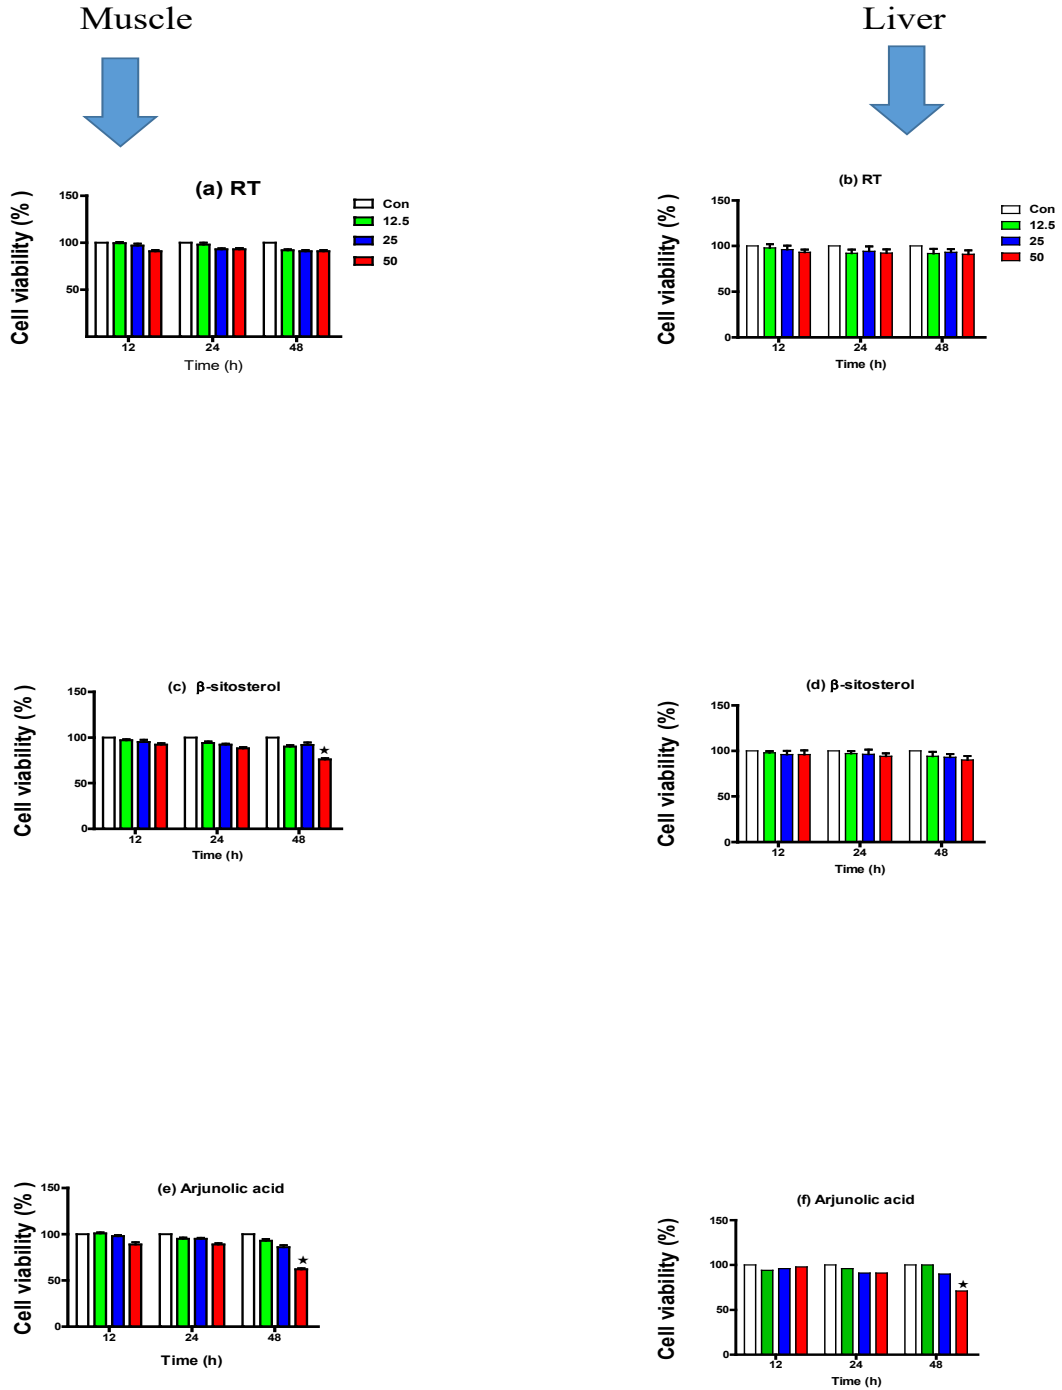 Muscle
Liver
(a) RT
Cell viability (% )
150
100
50
12
24
48
Time (h)
Con
12.5
25
50
(b) RT
Cell viability (% )
150
100
50
0
12
24
48
Time (h)
Con
12.5
25
50
(c) β-sitosterol
Cell viability (% )
150
100
50
0
★
12
24
48
Time (h)
(d) β-sitosterol
Cell viability (%)
150
100
50
0
12
24
48
Time (h)
(e) Arjunolic acid
Cell viability (% )
150
100
50
0
★
12
24
48
Time (h)
(f) Arjunolic acid
Cell viability (%)
150
100
50
0
★
12
24
48
Time (h)